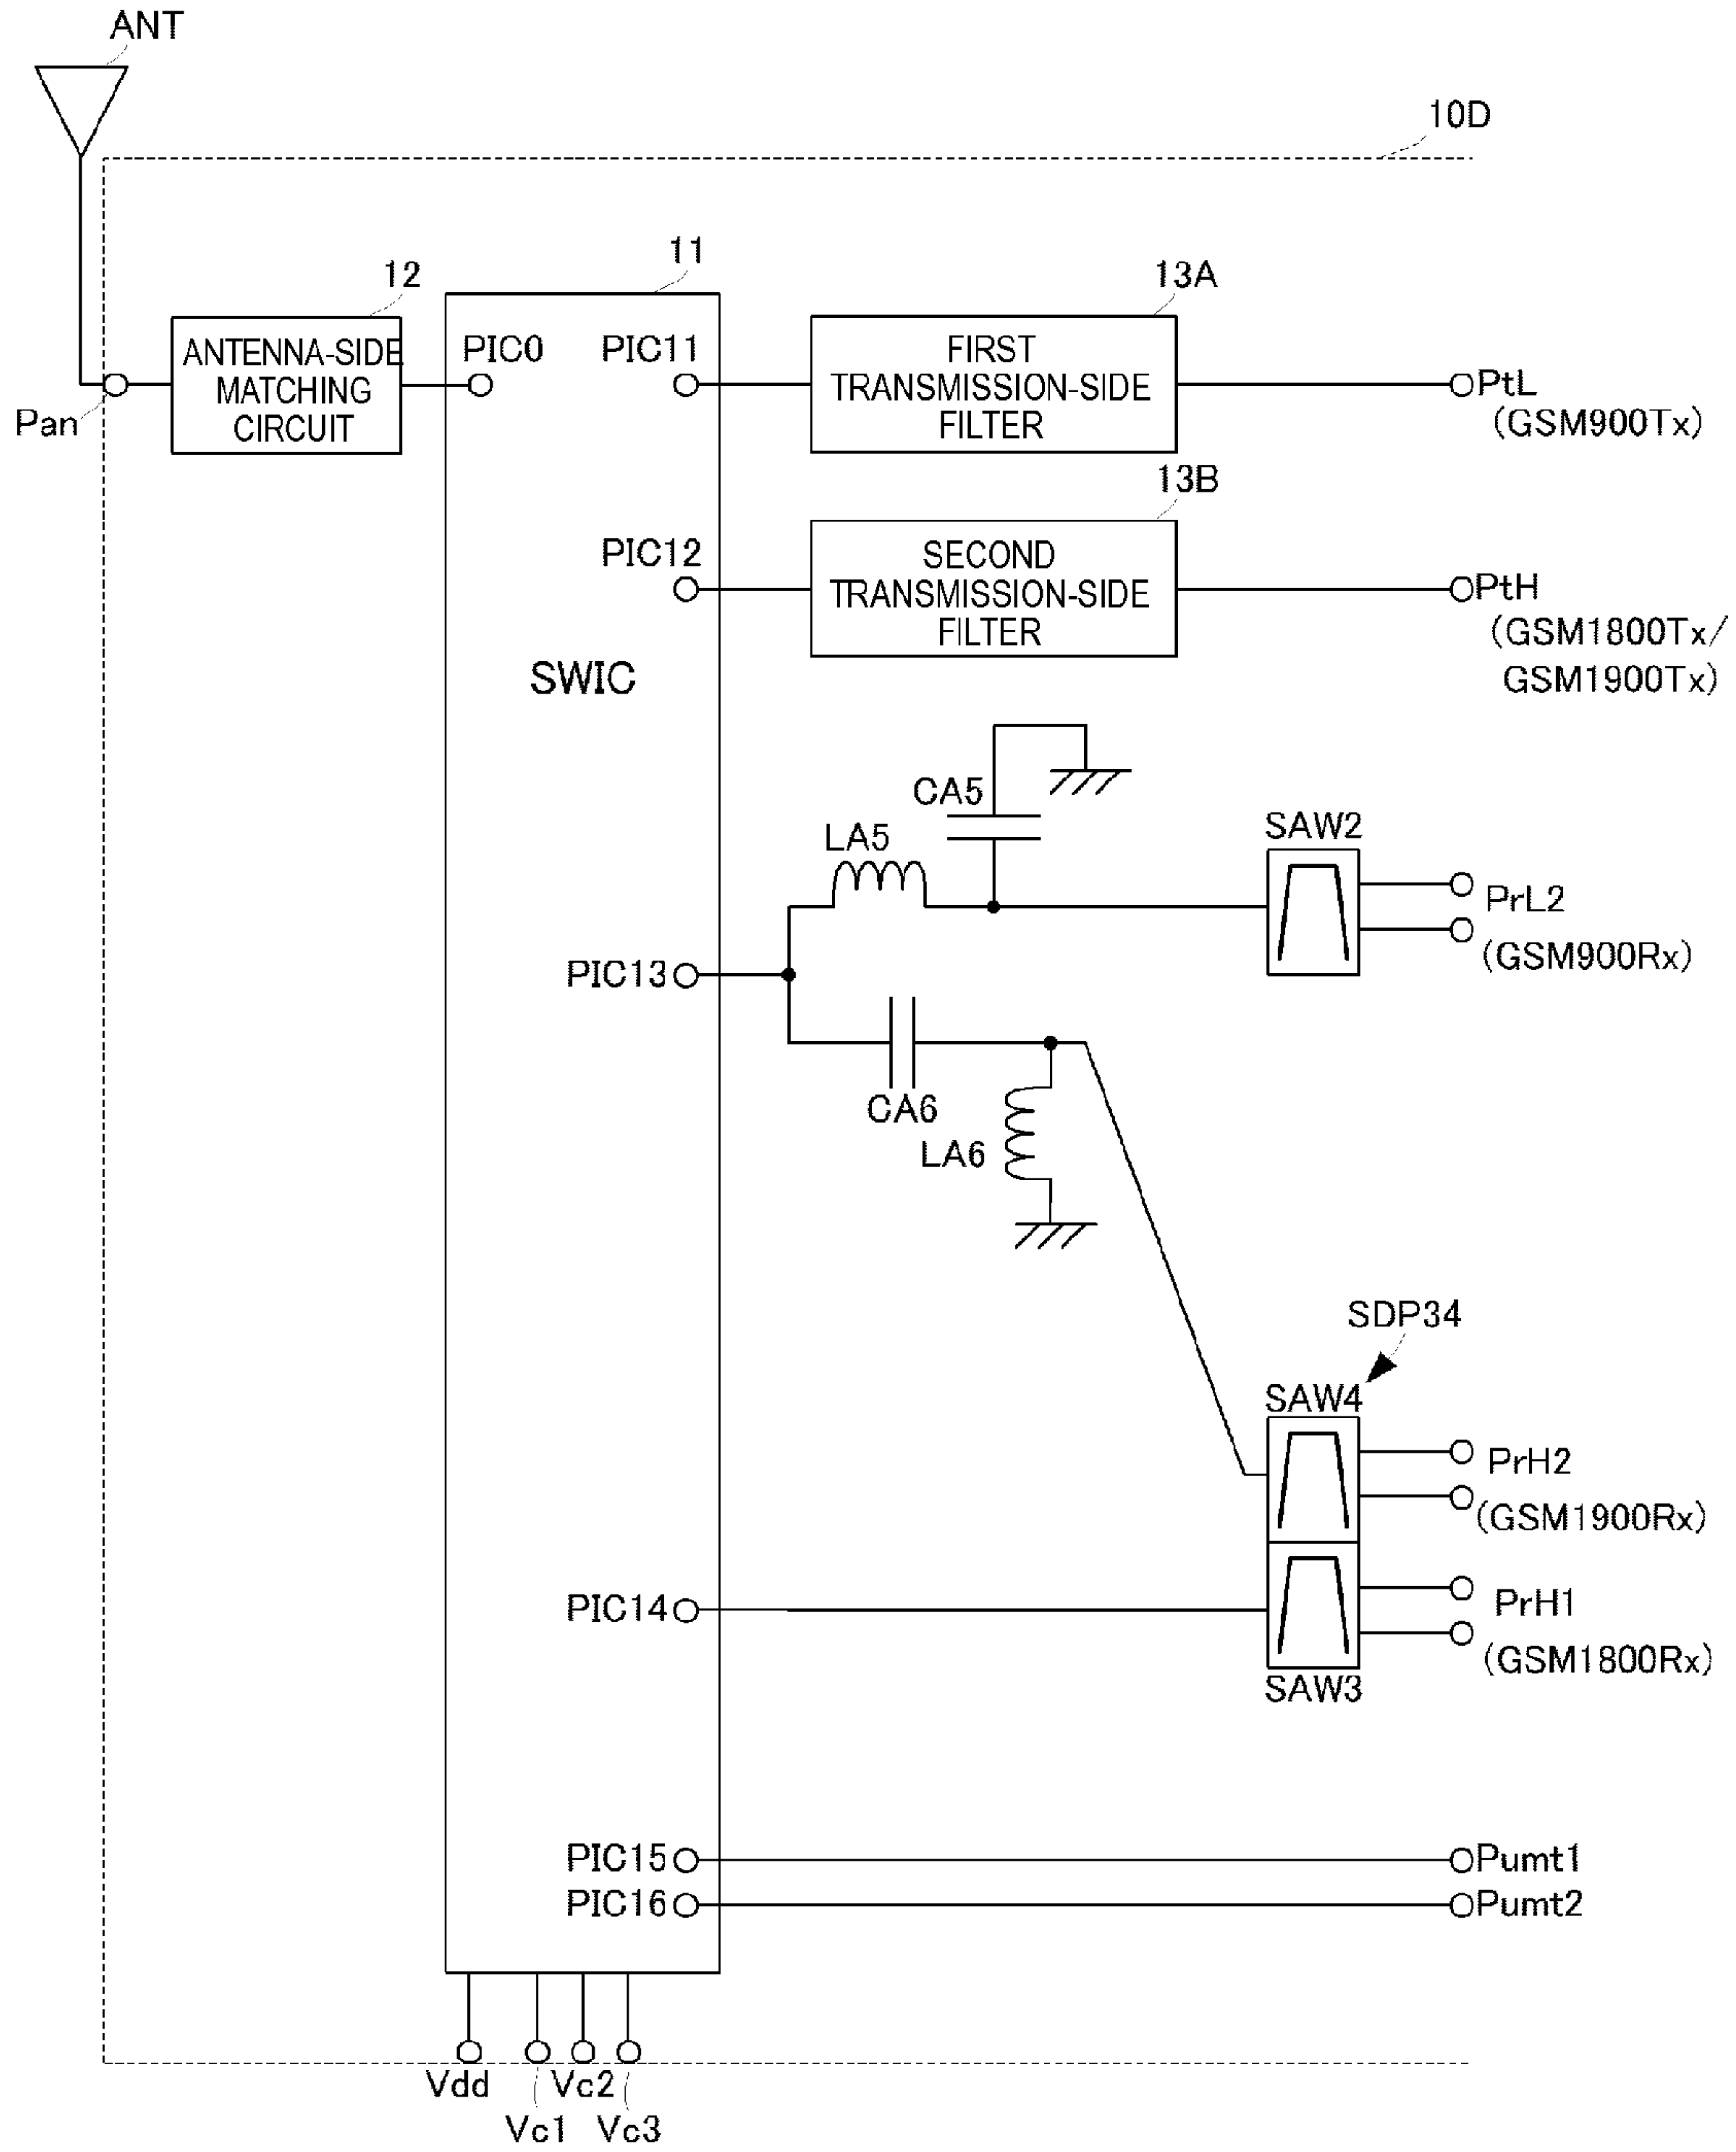 ANT
10D
11
12
13A
ANTENNA-SIDE
MATCHING
CIRCUIT
PIC0
PIC11
FIRST
TRANSMISSION-SIDE
FILTER
PtL
(GSM900Tx)
Pan
13B
PIC12
SECOND
TRANSMISSION-SIDE
FILTER
PtH
(GSM1800Tx/
GSM1900Tx)
SWIC
CA5
LA5
SAW2
PrL2
(GSM900Rx)
PIC13
CA6
LA6
SDP34
SAW4
PrH2
(GSM1900Rx)
PIC14
PrH1
(GSM1800Rx)
SAW3
PIC15
Pumt1
PIC16
Pumt2
Vdd
Vc2
Vc1
Vc3